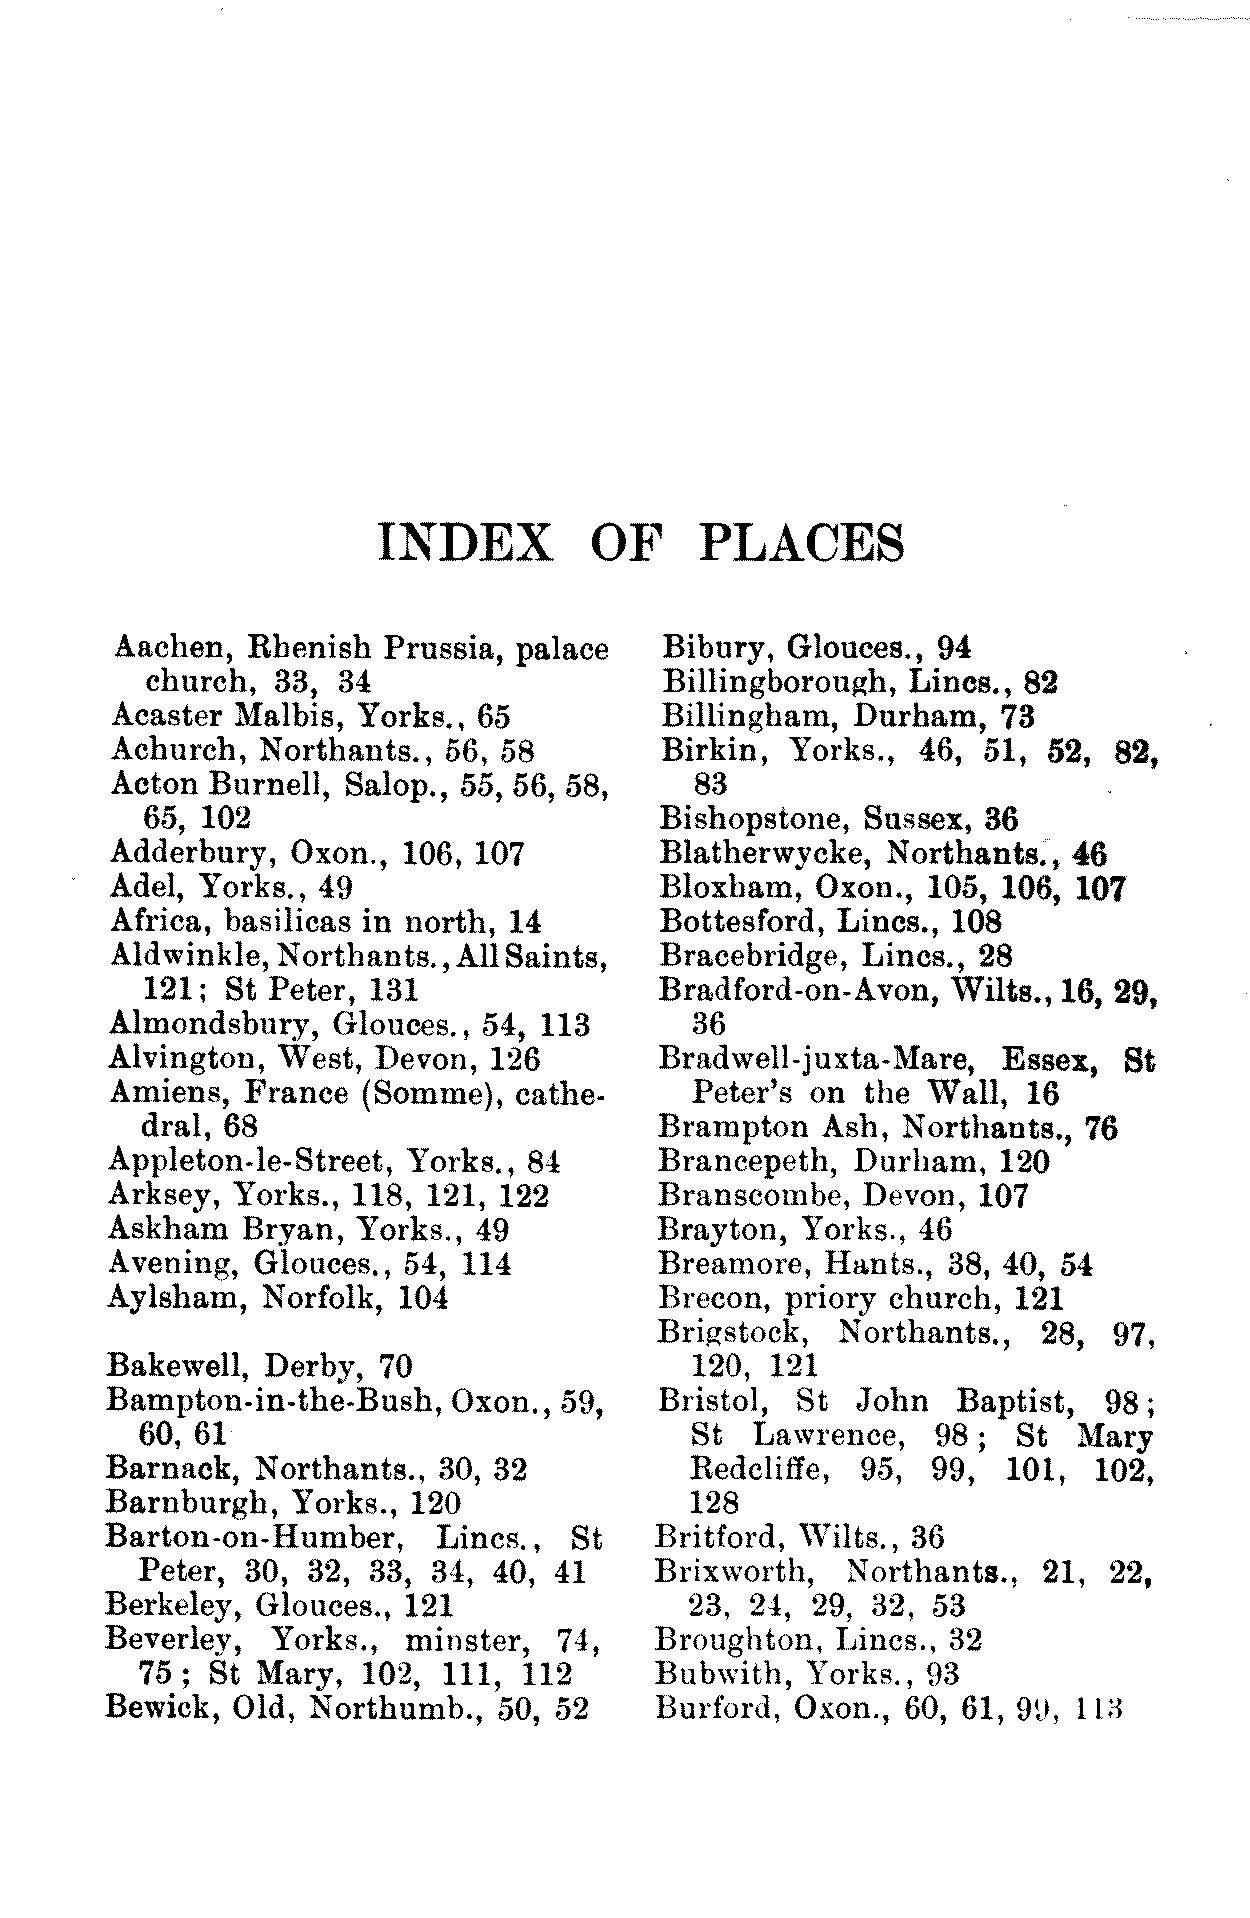 INDEX OF PLACES
Aachen, Rhenish Prussia, palace
church, 33, 34
Acaster Malbis, Yorks., 65
Achurch, Northants., 56, 58
Acton Burnell, Salop., 55, 56, 58,
65, 102
Adderbury, Oxon., 106, 107
Adel, Yorks., 49
Africa, basilicas in north, 14
Aldwinkle, Northants., All Saints,
121; St Peter, 131
Almondsbury, Glouces., 54, 113
Alvington, West, Devon, 126
Amiens, France (Somme), cathe-
dral, 68
Appleton-le-Street, Yorks., 84
Arksey, Yorks., 118, 121, 122
Askham Bryan, Yorks., 49
Avening, Glouces., 54, 114
Aylsham, Norfolk, 104
Bakewell, Derby, 70
Bampton-in-the-Bush, Oxon., 59,
60, 61
Barnack, Northants., 30, 32
Barnburgh, Yorks., 120
Barton-on-Humber, Lincs., St
Peter, 30, 32, 33, 34, 40, 41
Berkeley, Glouces., 121
Beverley, Yorks., minster, 74,
75; St Mary, 102, 111, 112
Bewick, Old, Northumb., 50, 52
Bibury, Glouces., 94
Billingborough, Lincs., 82
Billingham, Durham, 73
Birkin, Yorks., 46, 51, 52, 82,
83
Bishopstone, Sussex, 36
Blatherwycke, Northants., 46
Bloxham, Oxon., 105, 106, 107
Bottesford, Lincs., 108
Bracebridge, Lincs., 28
Bradford-on-Avon, Wilts., 16, 29,
36
Bradwell-juxta-Mare, Essex, St
Peter's on the Wall, 16
Brampton Ash, Northants., 76
Brancepeth, Durham, 120
Branscombe, Devon, 107
Brayton, Yorks., 46
Breamore, Hants., 38, 40, 54
Brecon, priory church, 121
Brigstock, Northants., 28, 97,
120, 121
Bristol, St John Baptist, 98;
St Lawrence, 98; St Mary
Redcliffe, 95, 99, 101, 102,
128
Britford, Wilts., 36
Brixworth, Northants., 21, 22,
23, 24, 29, 32, 53
Broughton, Lincs., 32
Bubwith, Yorks., 93
Burford, Oxon., 60, 61, 99, 113